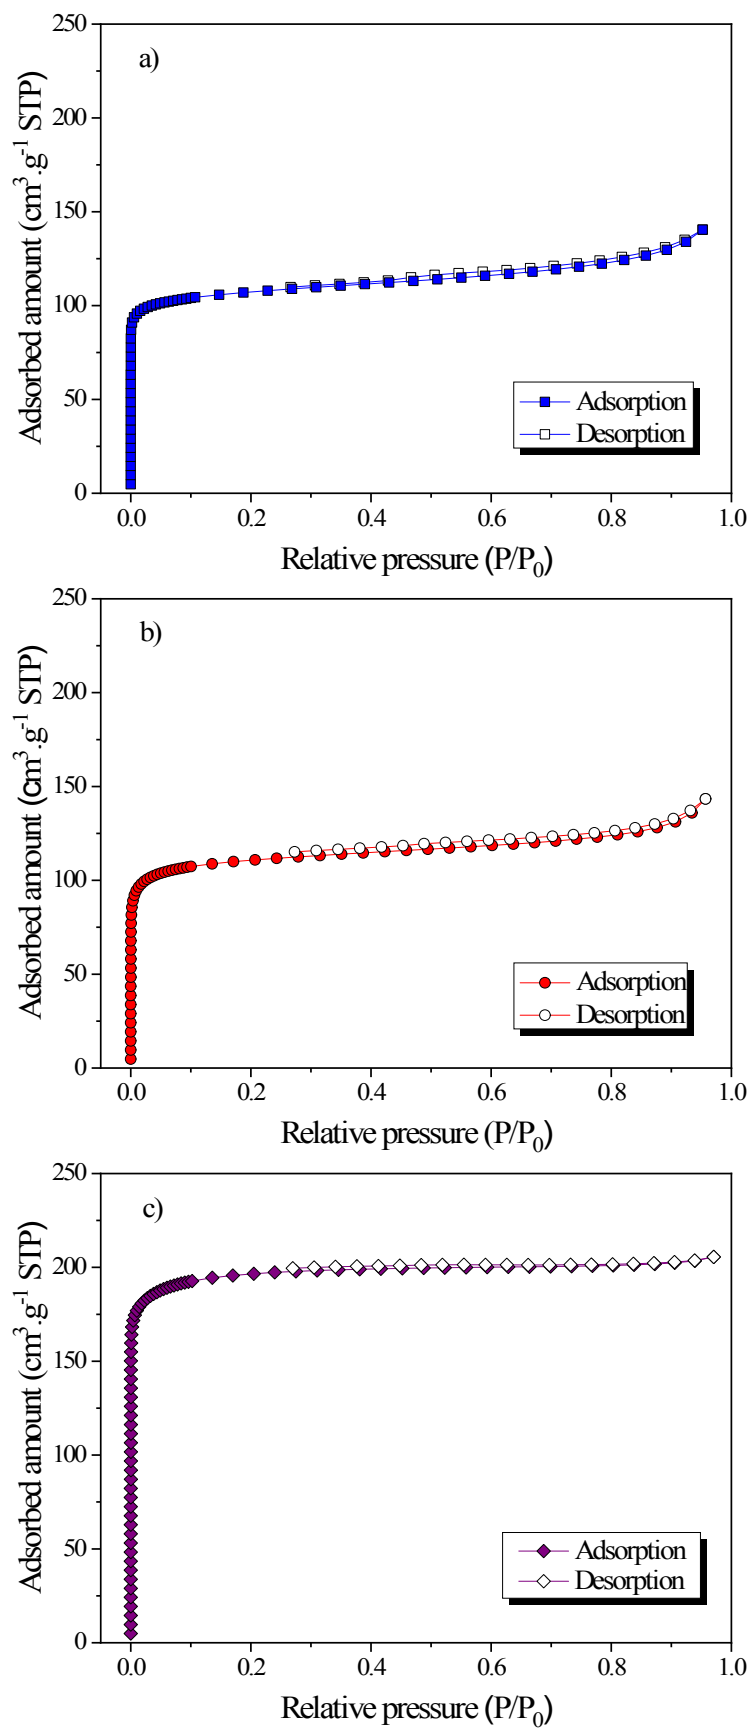 a)
250
200
150
100
50
0
Adsorbed amount (cm³.g⁻¹ STP)
Adsorption
Desorption
0.0 0.2 0.4 0.6 0.8 1.0
Relative pressure (P/P₀)
b)
250
200
150
100
50
0
Adsorbed amount (cm³.g⁻¹ STP)
Adsorption
Desorption
0.0 0.2 0.4 0.6 0.8 1.0
Relative pressure (P/P₀)
c)
250
200
150
100
50
0
Adsorbed amount (cm³.g⁻¹ STP)
Adsorption
Desorption
0.0 0.2 0.4 0.6 0.8 1.0
Relative pressure (P/P₀)